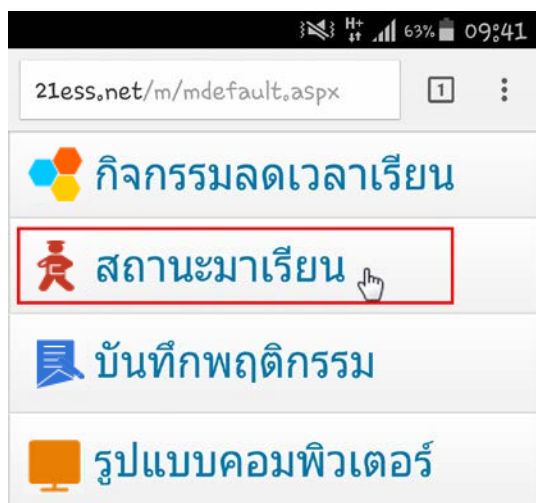 H+ 63% 09:41
21ess.net/m/mdefault.aspx 1
กิจกรรมลดเวลาเรียน
สถานะมาเรียน
บันทึกพฤติกรรม
รูปแบบคอมพิวเตอร์